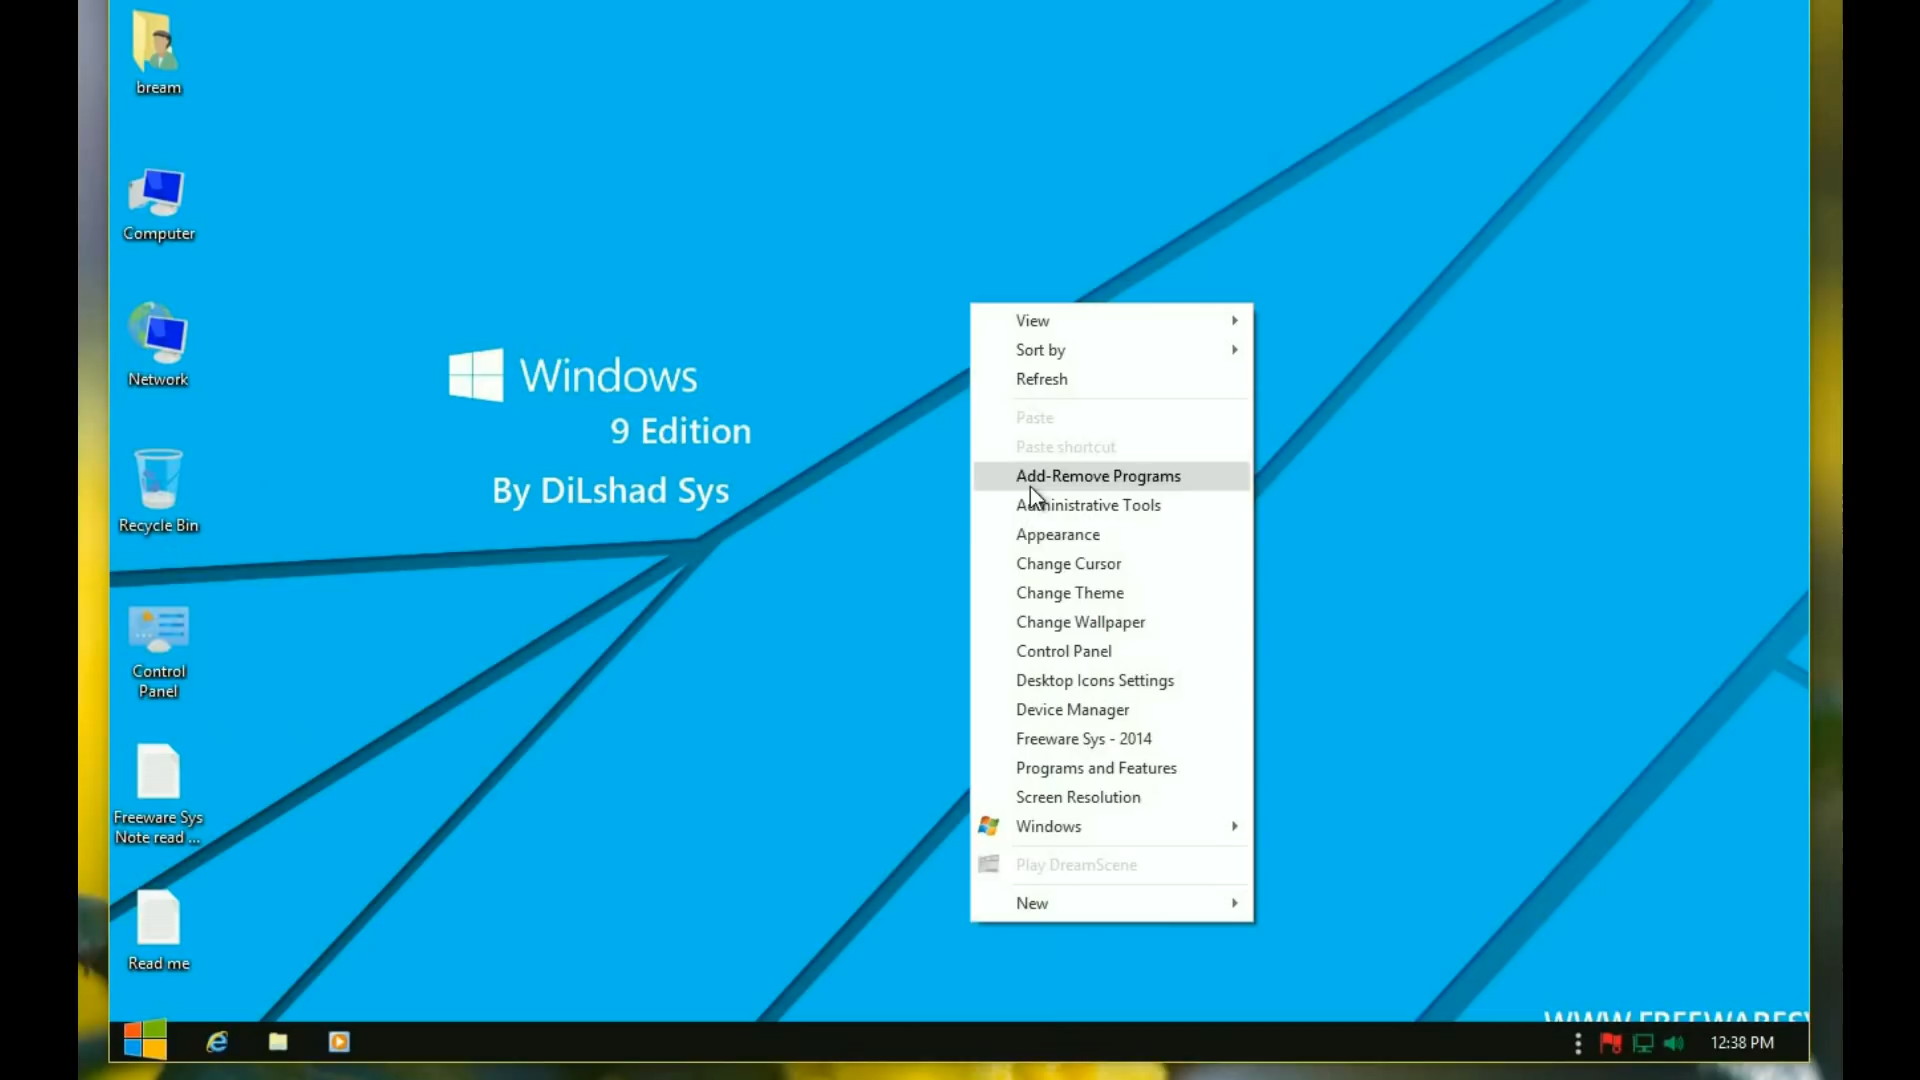 bream
Computer
Network
Recycle Bin
Control
Panel
Freeware Sys
Note read ...
Read me
Windows
9 Edition
By DiLshad Sys
View
Sort by
Refresh
Paste
Paste shortcut
Add-Remove Programs
Administrative Tools
Appearance
Change Cursor
Change Theme
Change Wallpaper
Control Panel
Desktop Icons Settings
Device Manager
Freeware Sys - 2014
Programs and Features
Screen Resolution
Windows
Play DreamScene
New
12:38 PM